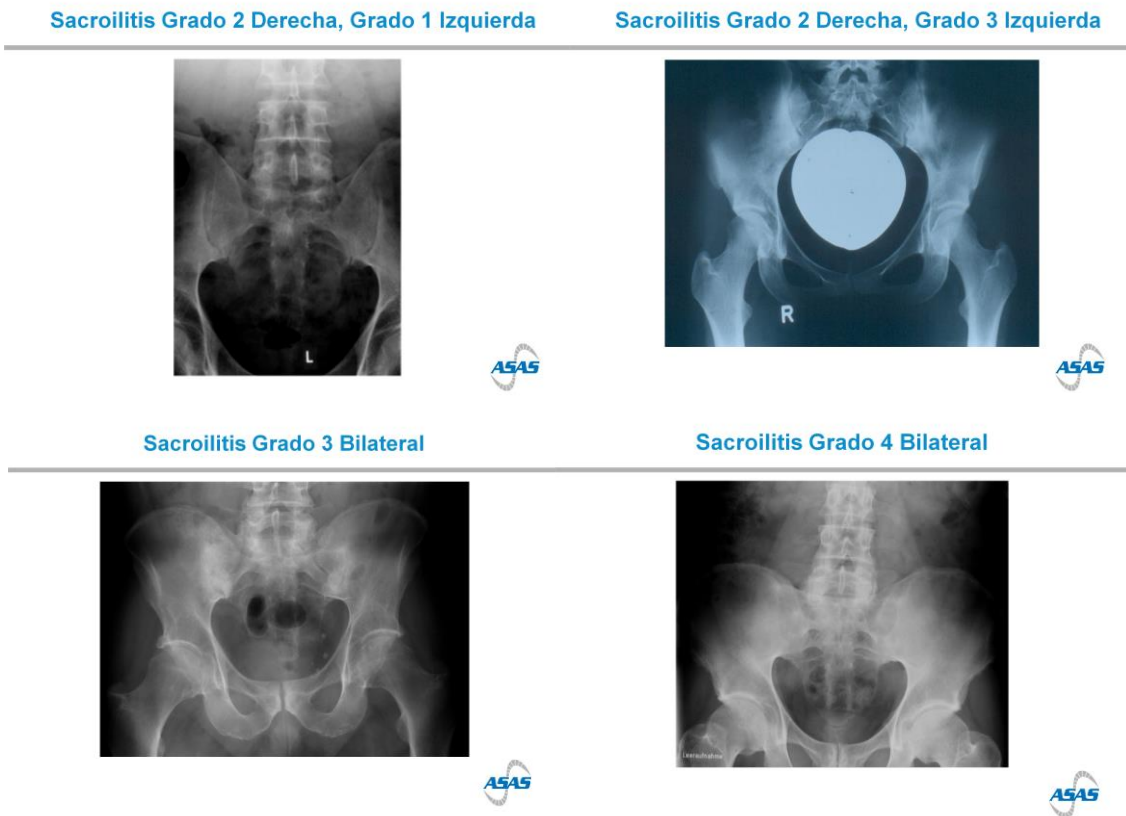 Sacroilitis Grado 2 Derecha, Grado 1 Izquierda
L
ASAS
Sacroilitis Grado 2 Derecha, Grado 3 Izquierda
R
ASAS
Sacroilitis Grado 3 Bilateral
ASAS
Sacroilitis Grado 4 Bilateral
Leeraufnahme
ASAS